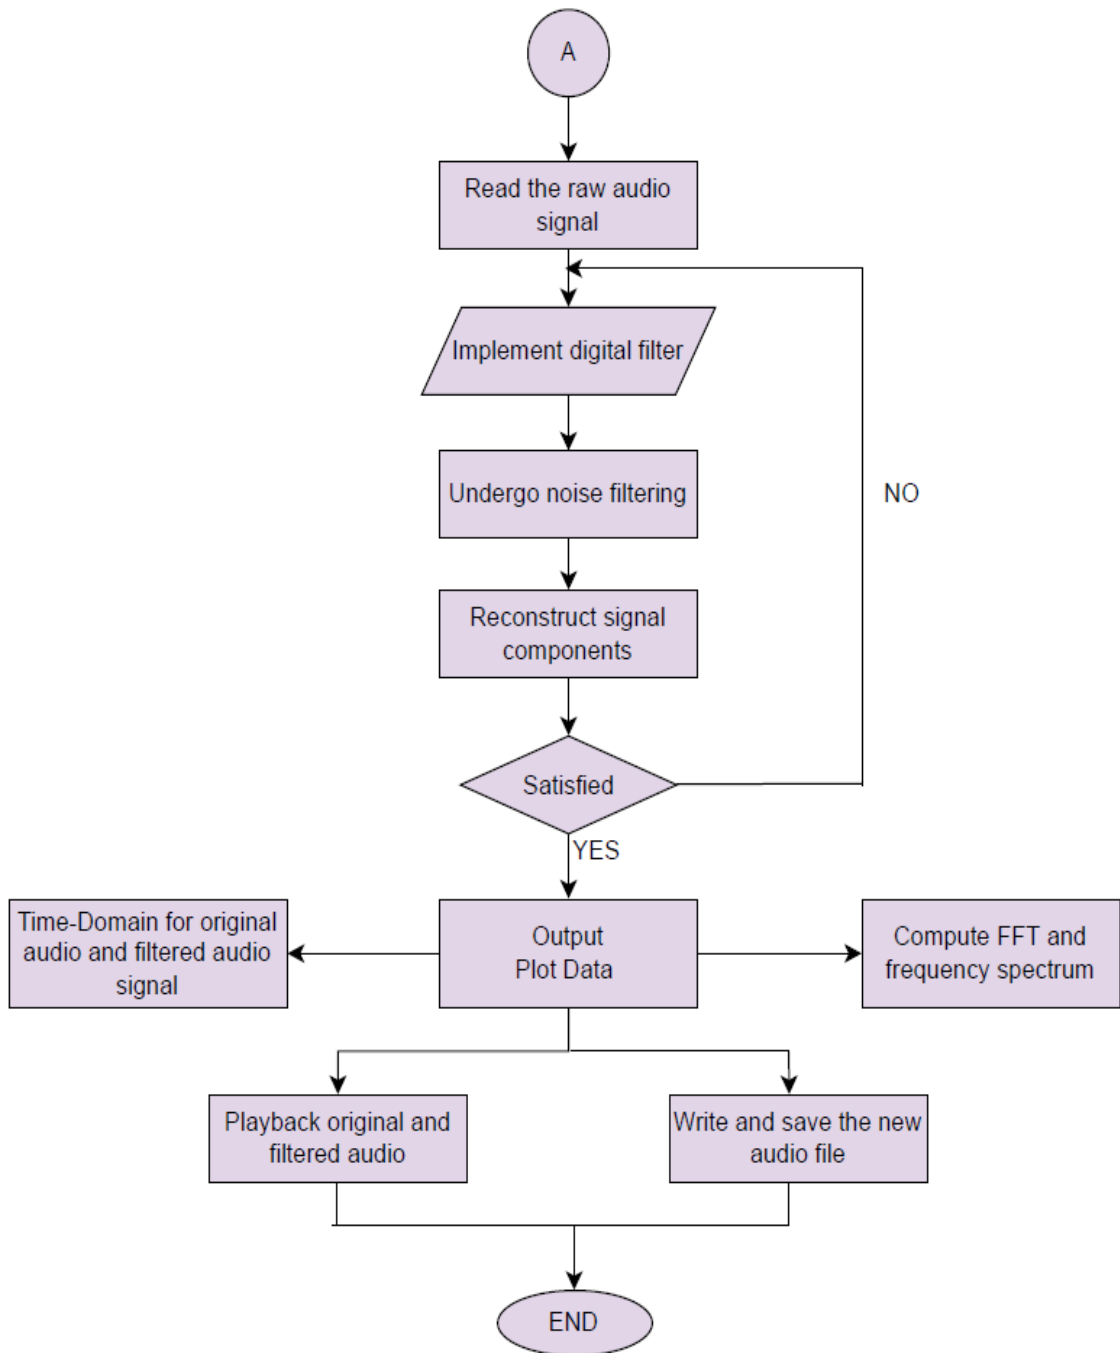 A
Read the raw audio
signal
Implement digital filter
Undergo noise filtering
NO
Reconstruct signal
components
Satisfied
YES
Time-Domain for original
audio and filtered audio
signal
Output
Plot Data
Compute FFT and
frequency spectrum
Playback original and
filtered audio
Write and save the new
audio file
END